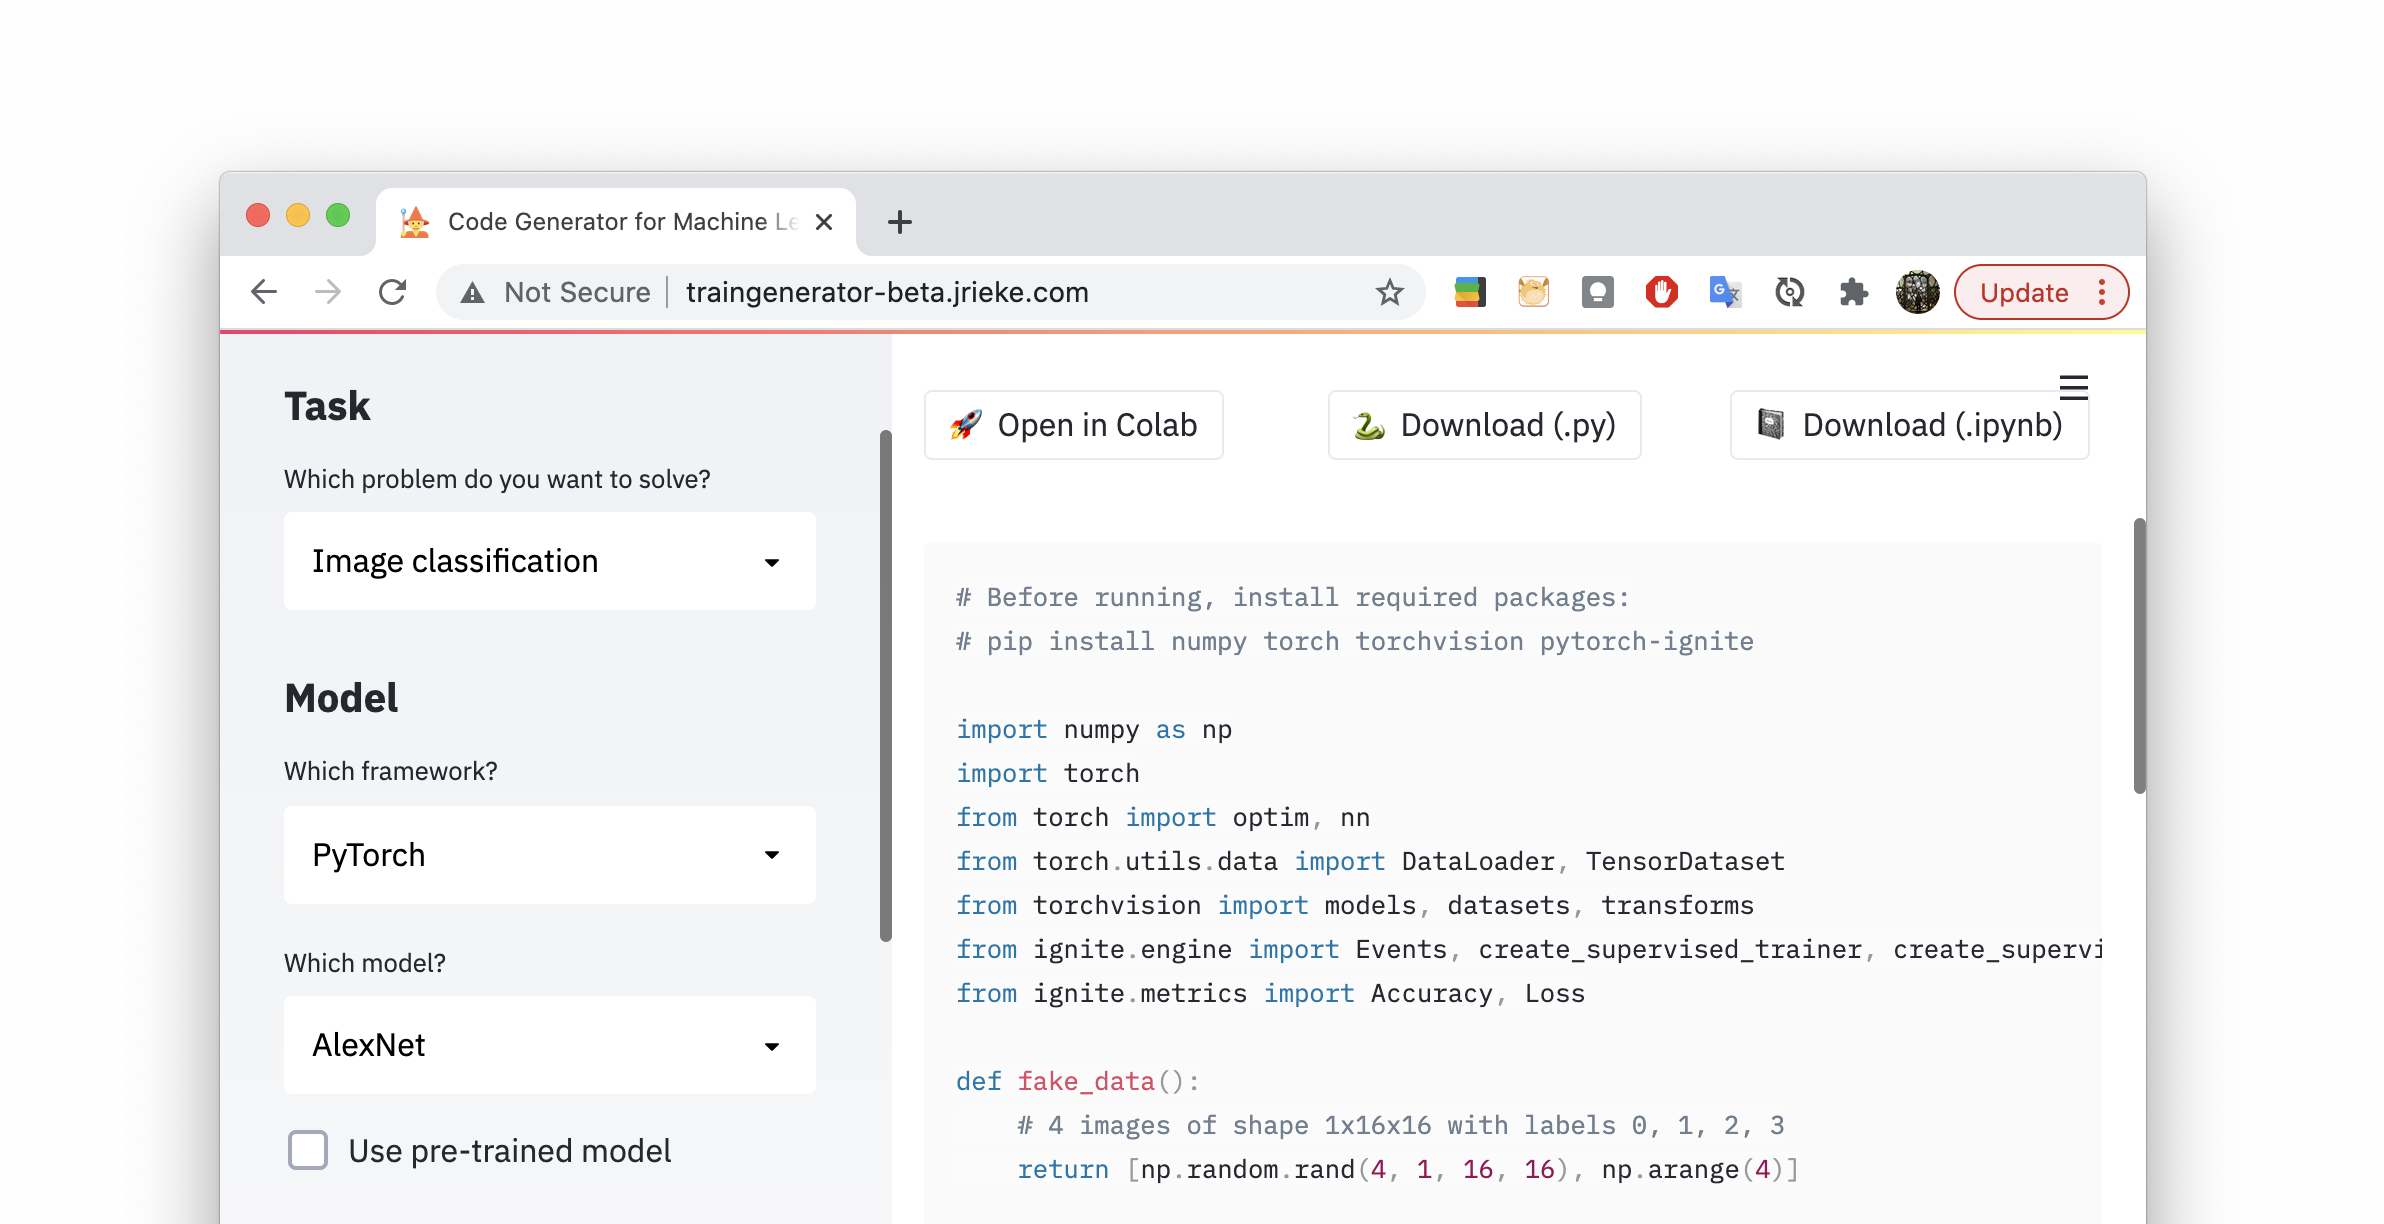 Code Generator for Machine
Not Secure
traingenerator-beta.jrieke.com
Update
Task
Which problem do you want to solve?
Image classification
Model
Which framework?
PyTorch
Which model?
AlexNet
Use pre-trained model
Open in Colab
Download (.py)
Download (.ipynb)
# Before running, install required packages:
# pip install numpy torch torchvision pytorch-ignite
import numpy as np
import torch
from torch import optim, nn
from torch.utils.data import DataLoader, TensorDataset
from torchvision import models, datasets, transforms
from ignite.engine import Events, create_supervised_trainer, create_supervi
from ignite.metrics import Accuracy, Loss
def fake_data():
# 4 images of shape 1x16x16 with labels 0, 1, 2, 3
return [np.random.rand(4, 1, 16, 16), np.arange(4)]